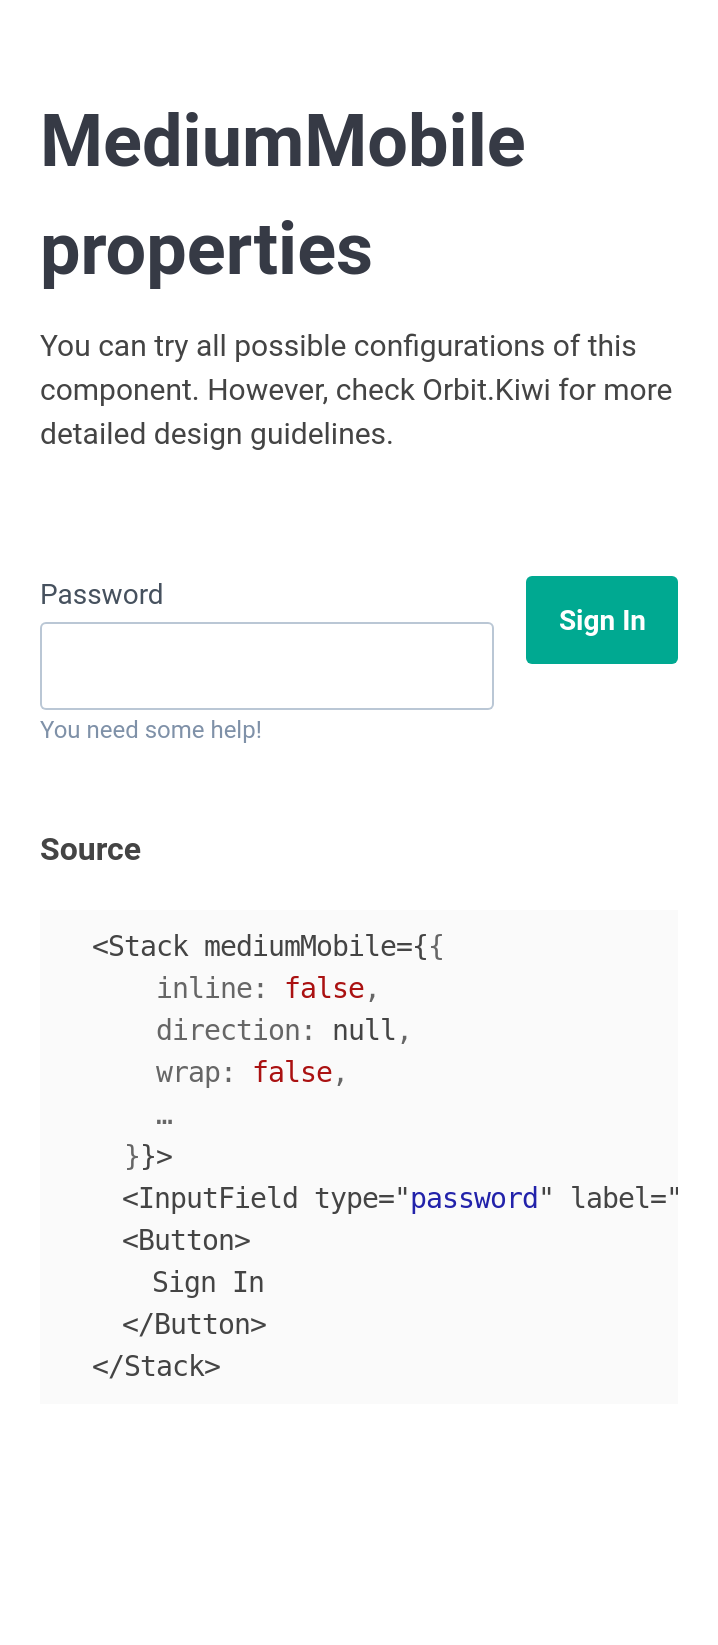 MediumMobile
properties
You can try all possible configurations of this
component. However, check Orbit.Kiwi for more
detailed design guidelines.
Password
Sign In
You need some help!
Source
<Stack mediumMobile={{
inline: false,
direction: null,
wrap: false,
…
}}>
<InputField type="password" label="
<Button>
Sign In
</Button>
</Stack>